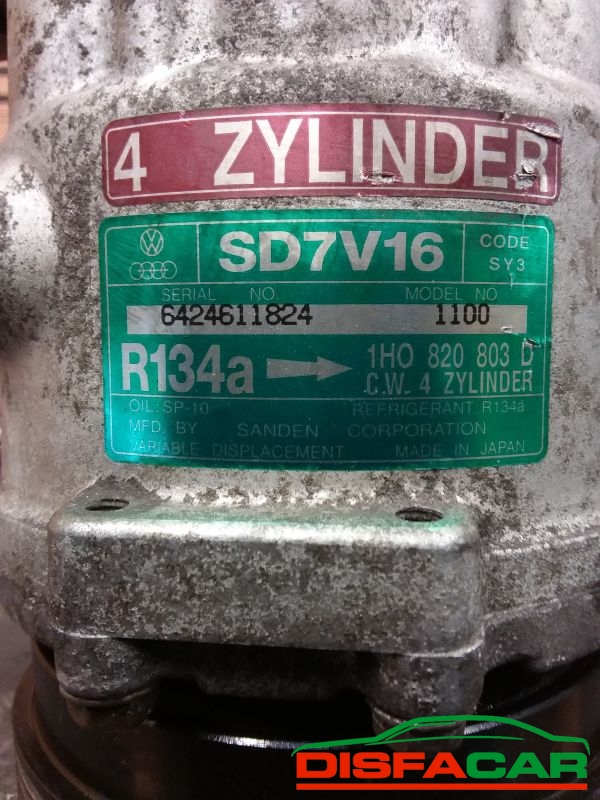 4 ZYLINDER
SD7V16
CODE
SY3
SERIAL NO.
MODEL NO
6424611824
1100
R134a
1HO 820 803 D
C.W. 4 ZYLINDER
OIL: SP-10
REFRIGERANT: R134a
MFD. BY SANDEN CORPORATION
VARIABLE DISPLACEMENT
MADE IN JAPAN
DISFACAR